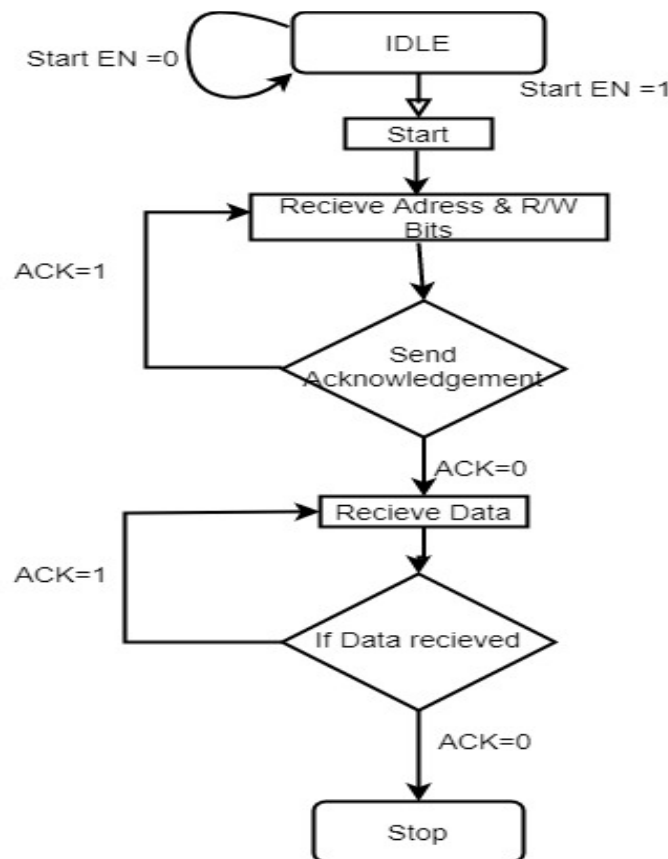 IDLE
Start EN =0
Start EN =1
Start
Recieve Adress & R/W
Bits
ACK=1
Send
Acknowledgement
ACK=0
Recieve Data
ACK=1
If Data recieved
ACK=0
Stop